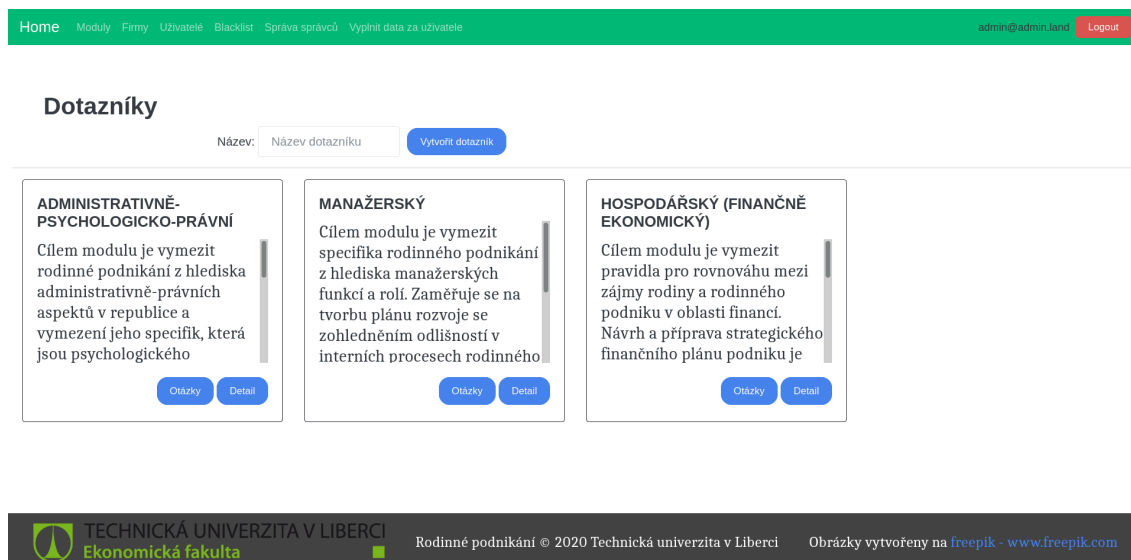 Home Moduly Firmy Uživatelé Blacklist Správa správců Vyplnit data za uživatele admin@admin.land Logout
Dotazníky
Název: Název dotazníku Vytvořit dotazník
ADMINISTRATIVNĚ-
PSYCHOLOGICKO-PRÁVNÍ
Cílem modulu je vymezit
rodinné podnikání z hlediska
administrativně-právních
aspektů v republice a
vymezení jeho specifik, která
jsou psychologického
Otázky Detail
MANAŽERSKÝ
Cílem modulu je vymezit
specifika rodinného podnikání
z hlediska manažerských
funkcí a rolí. Zaměřuje se na
tvorbu plánu rozvoje se
zohledněním odlišností v
interních procesech rodinného
Otázky Detail
HOSPODÁŘSKÝ (FINANČNĚ
EKONOMICKÝ)
Cílem modulu je vymezit
pravidla pro rovnováhu mezi
zájmy rodiny a rodinného
podniku v oblasti financí.
Návrh a příprava strategického
finančního plánu podniku je
Otázky Detail
TECHNICKÁ UNIVERZITA V LIBERCI
Ekonomická fakulta
Rodinné podnikání © 2020 Technická univerzita v Liberci
Obrázky vytvořeny na freepik - www.freepik.com